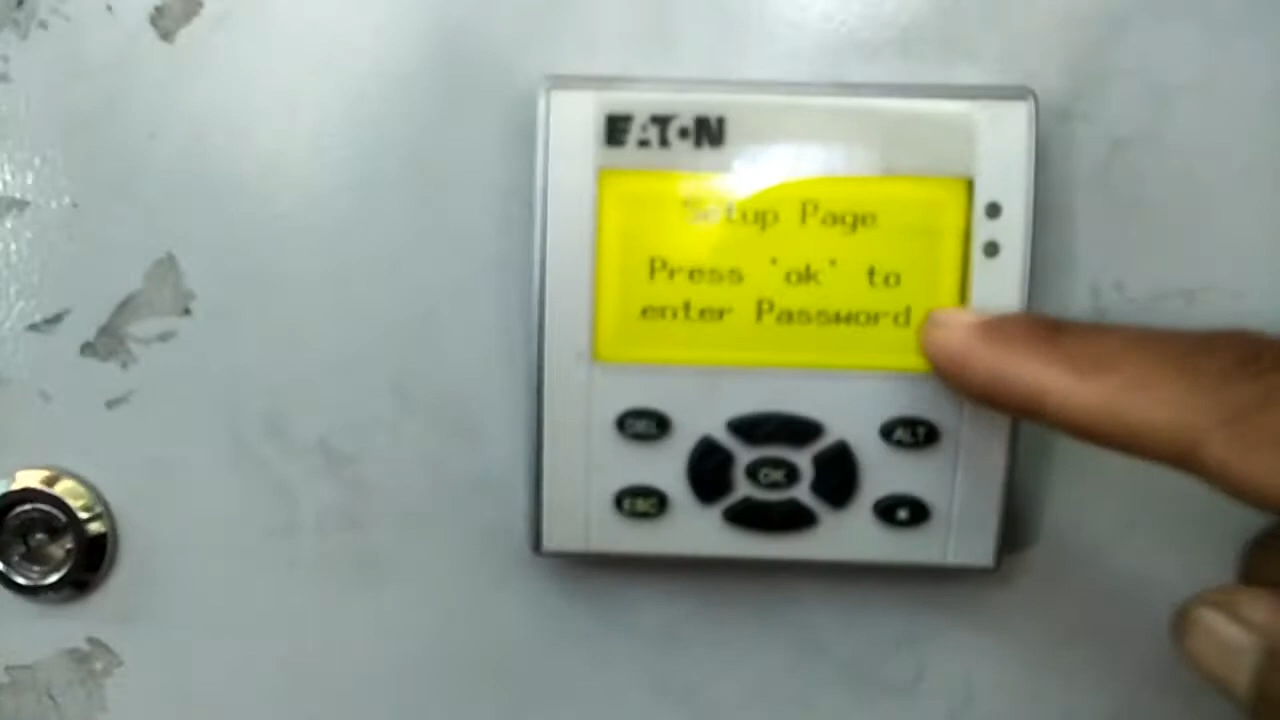 EATON
Setup Page
Press 'ok' to
enter Password
DEL
ALT
OK
ESC